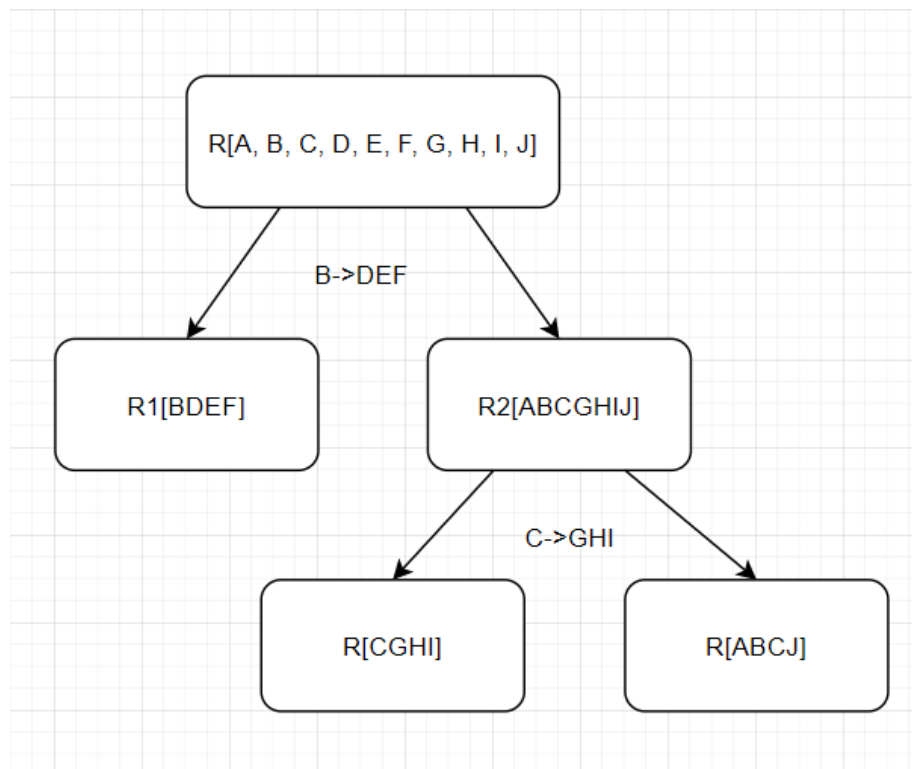 R[A, B, C, D, E, F, G, H, I, J]
B->DEF
R1[BDEF]
R2[ABCGHIJ]
C->GHI
R[CGHI]
R[ABCJ]